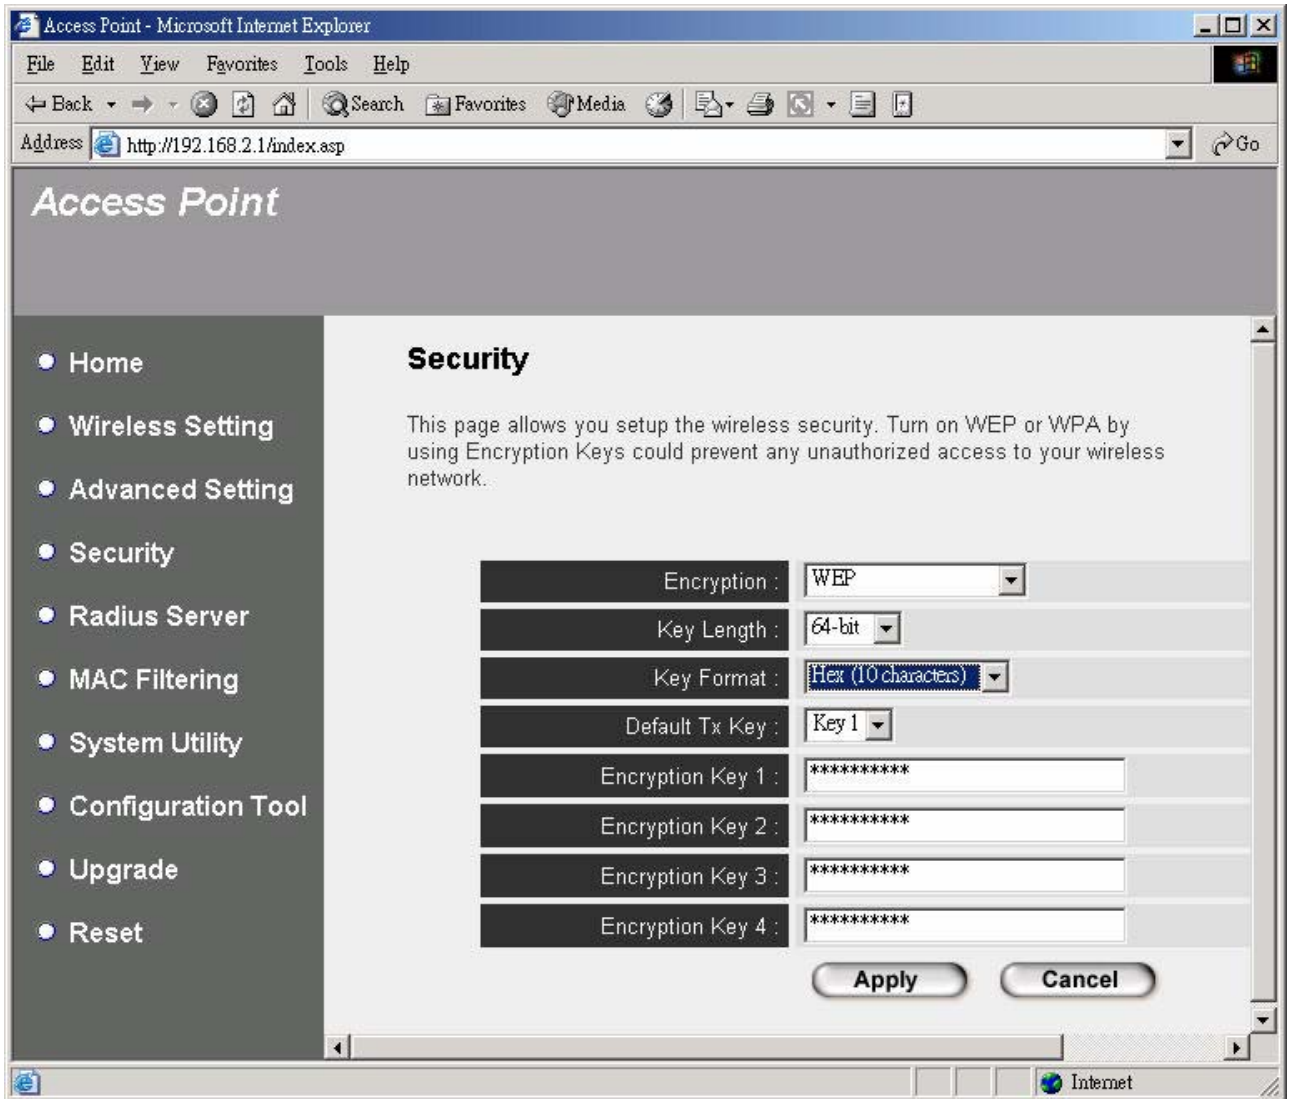 Access Point - Microsoft Internet Explorer
File Edit View Favorites Tools Help
Back Search Favorites Media
Address http://192.168.2.1/index.asp Go
Access Point
Home
Wireless Setting
Advanced Setting
Security
Radius Server
MAC Filtering
System Utility
Configuration Tool
Upgrade
Reset
Security
This page allows you setup the wireless security. Turn on WEP or WPA by
using Encryption Keys could prevent any unauthorized access to your wireless
network.
Encryption : WEP
Key Length : 64-bit
Key Format : Hex (10 characters)
Default Tx Key : Key 1
Encryption Key 1 : **********
Encryption Key 2 : **********
Encryption Key 3 : **********
Encryption Key 4 : **********
Apply Cancel
Internet